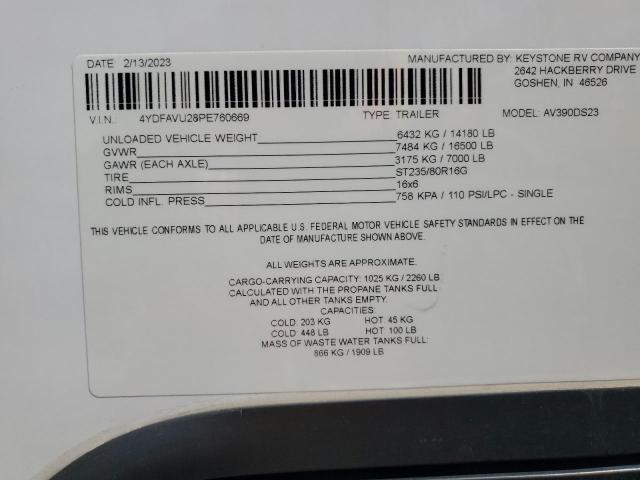 DATE: 2/13/2023 MANUFACTURED BY: KEYSTONE RV COMPANY
2642 HACKBERRY DRIVE
GOSHEN, IN 46526
V.I.N.: 4YDFAVU28PE760669 TYPE: TRAILER MODEL: AV390DS23
UNLOADED VEHICLE WEIGHT 6432 KG / 14180 LB
GVWR 7484 KG / 16500 LB
GAWR (EACH AXLE) 3175 KG / 7000 LB
TIRE ST235/80R16G
RIMS 16x6
COLD INFL. PRESS 758 KPA / 110 PSI/LPC - SINGLE
THIS VEHICLE CONFORMS TO ALL APPLICABLE U.S. FEDERAL MOTOR VEHICLE SAFETY STANDARDS IN EFFECT ON THE
DATE OF MANUFACTURE SHOWN ABOVE.
ALL WEIGHTS ARE APPROXIMATE.
CARGO-CARRYING CAPACITY: 1025 KG / 2260 LB
CALCULATED WITH THE PROPANE TANKS FULL
AND ALL OTHER TANKS EMPTY.
CAPACITIES:
COLD: 203 KG HOT: 45 KG
COLD: 448 LB HOT: 100 LB
MASS OF WASTE WATER TANKS FULL:
866 KG / 1909 LB